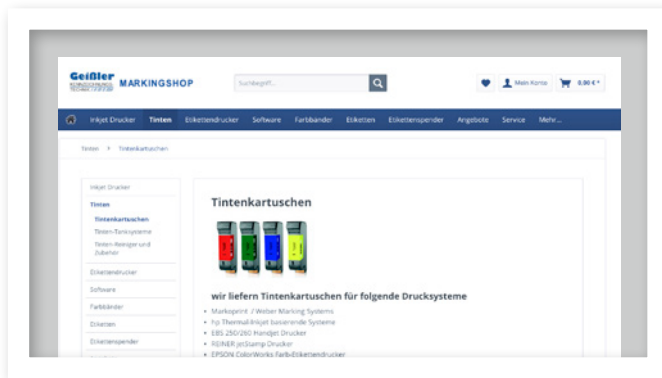 Geißler
MARKINGSHOP
Suchbegriff...
Mein Konto
0,00 € *
Inkjet Drucker
Tinten
Etikettendrucker
Software
Farbbänder
Etiketten
Etikettenspender
Angebote
Service
Mehr...
Tinten
Tintenkartuschen
Inkjet Drucker
Tinten
Tintenkartuschen
Tinten-Tanksysteme
Tinten-Reiniger und
Zubehör
Etikettendrucker
Software
Farbbänder
Etiketten
Etikettenspender
Tintenkartuschen
wir liefern Tintenkartuschen für folgende Drucksysteme
Markoprint / Weber Marking Systems
hp Thermal-Inkjet basierende Systeme
EBS 250/260 Handjet Drucker
REINER jetStamp Drucker
EPSON ColorWorks Farb-Etikettendrucker